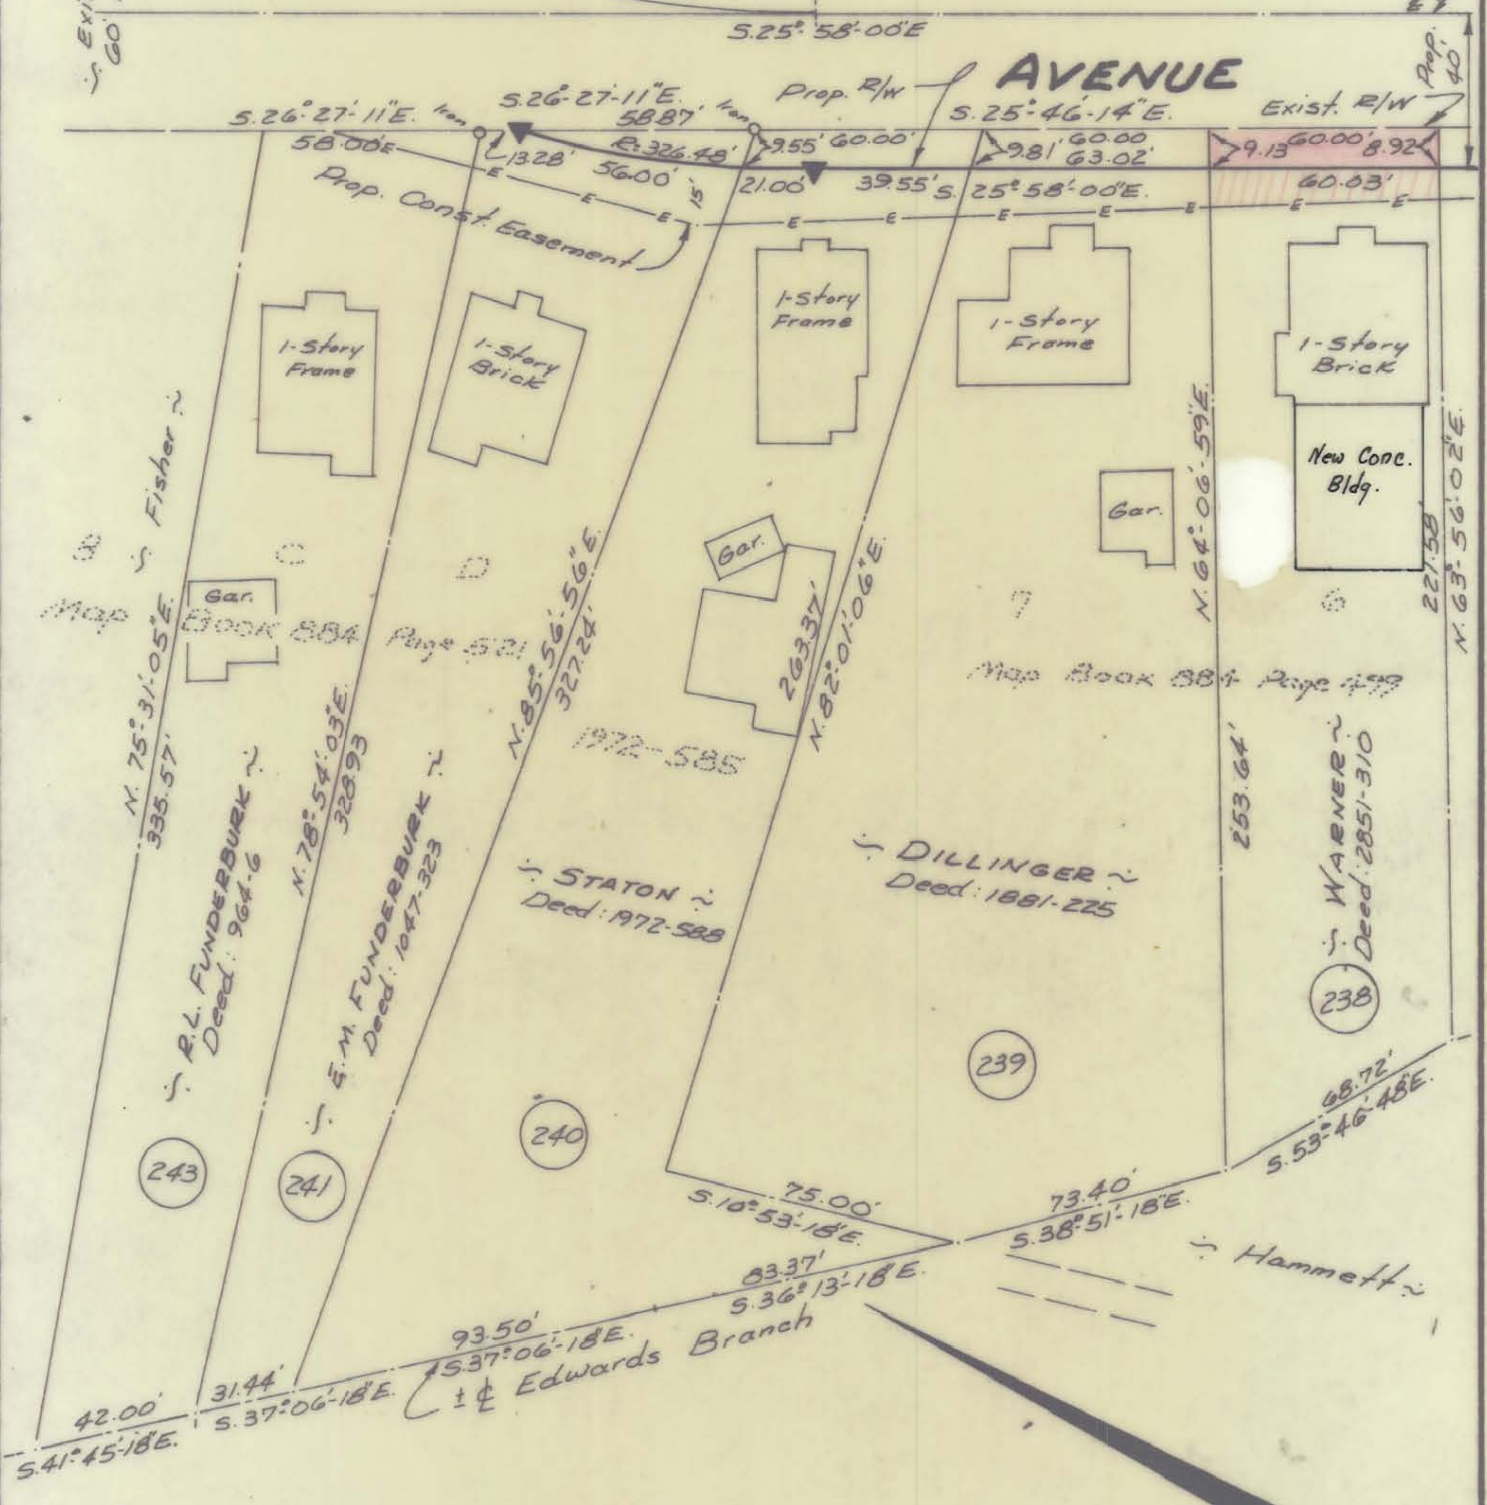 S.25°-58'-00"E
60'
AVENUE
Prop.
40'
Prop. R/W
Exist. R/W
S.26°-27'-11"E.
Iron
S.26-27-11"E.
58.87'
Iron
S.25°-46'-14"E.
58.00'
E
13.28'
R=326.48'
56.00'
15'
9.55'
60.00'
21.00'
39.55'
9.81'
60.00
63.02'
S.25°58'-00"E.
9.13
60.00'
8.92
60.03'
E
E
E
E
E
E
E
E
E
E
Prop. Const. Easement
1-Story
Frame
1-Story
Brick
1-Story
Frame
1-Story
Frame
1-Story
Brick
New Conc.
Bldg.
Gar.
Gar.
Gar.
~ Fisher ~
B
C
D
7
6
Map Book 884 Page 521
Map Book 884 Page 499
1972-585
N.75°-31'-05"E.
335.57'
N.78°-54'-03"E.
328.93
N.85°-56'-56"E.
327.24'
263.37'
N.82°-01'-06"E.
N.64°-06'-59"E.
253.64'
221.58
N.63°-56'-02"E.
~ R.L. FUNDERBURK ~
Deed: 964-6
~ E.M. FUNDERBURK ~
Deed: 1047-323
~ STATON ~
Deed: 1972-588
~ DILLINGER ~
Deed: 1881-225
~ WARNER ~
Deed: 2851-310
243
241
240
239
238
75.00'
S.10°-53'-18"E.
73.40'
S.38°-51'-18"E.
68.72'
S.53°-46'-48"E.
~ Hammett ~
83.37'
S.36°13'-18"E.
93.50'
S.37°06'-18"E.
± ℄ Edwards Branch
31.44'
S.37°-06'-18"E.
42.00'
S.41°-45'-18"E.